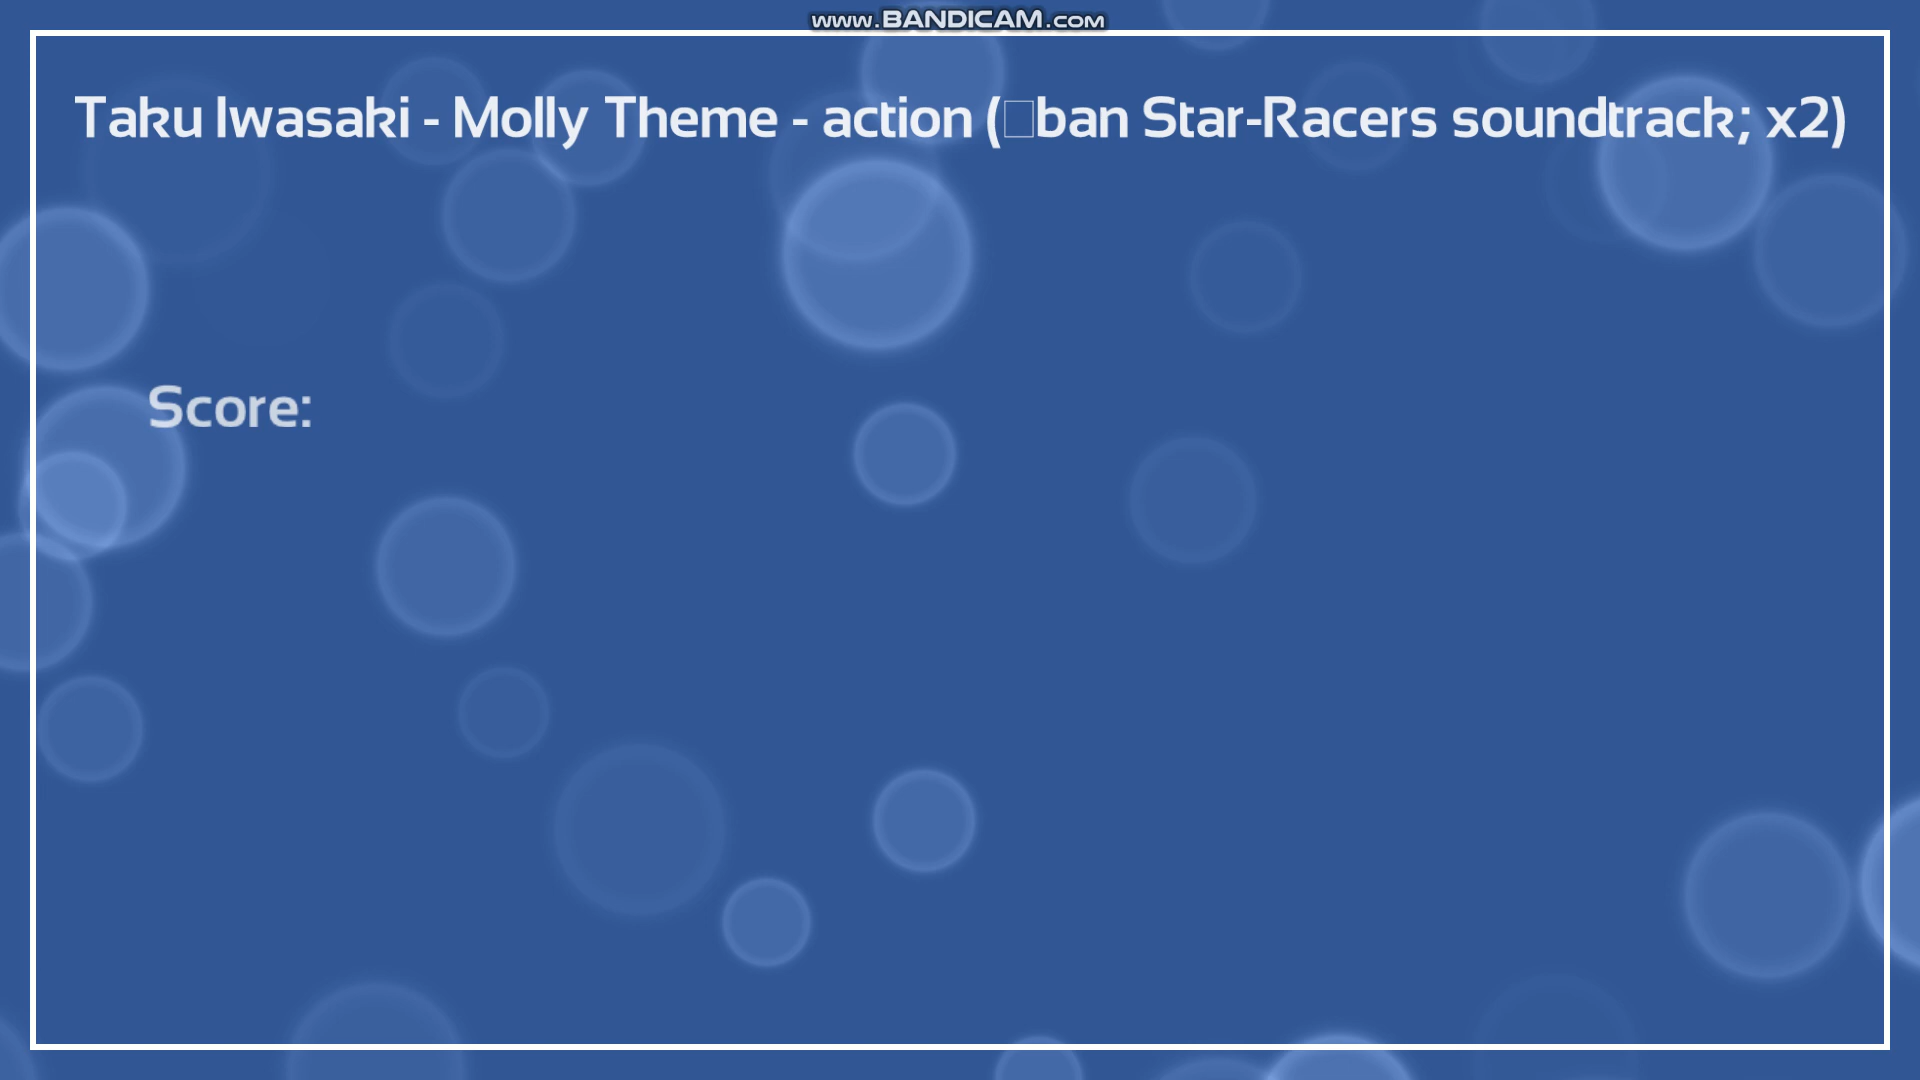 www.BANDICAM.com
Taku Iwasaki - Molly Theme - action (□ban Star-Racers soundtrack; x2)
Score: